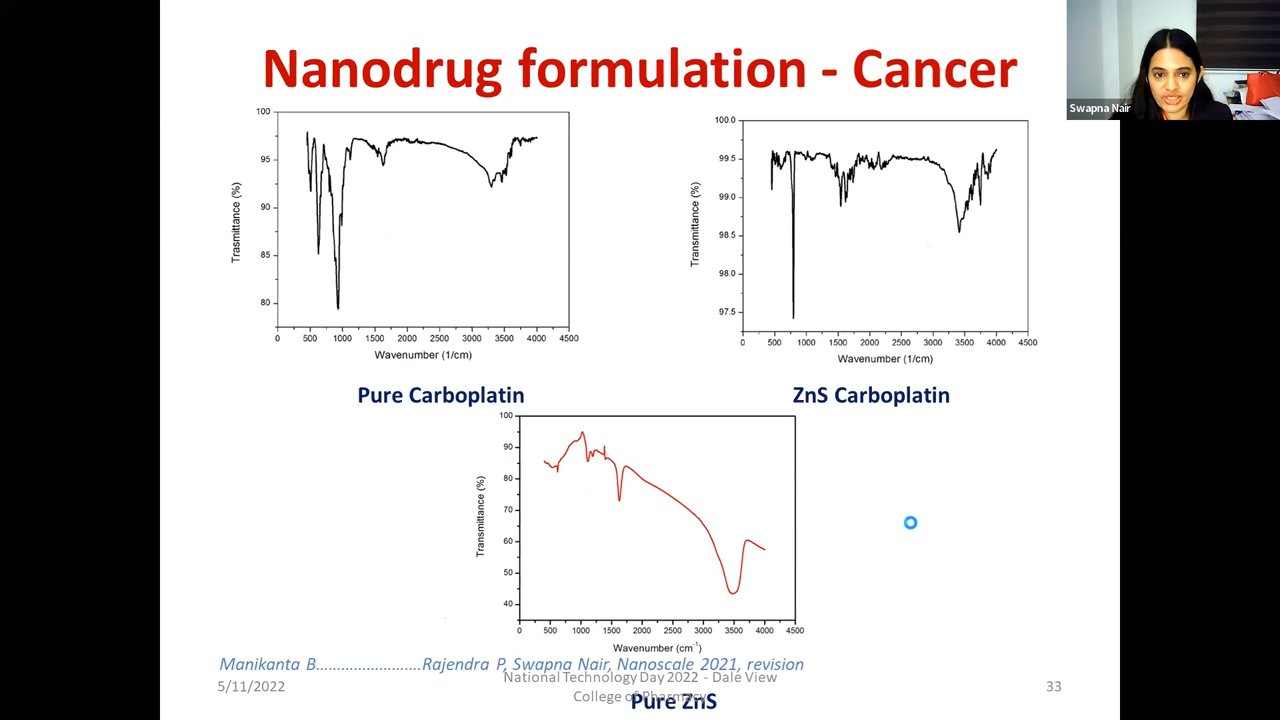 Nanodrug formulation - Cancer
Swapna Nair
100
95
90
85
80
Trasmittance (%)
0 500 1000 1500 2000 2500 3000 3500 4000 4500
Wavenumber (1/cm)
Pure Carboplatin
100.0
99.5
99.0
98.5
98.0
97.5
Transmittance (%)
0 500 1000 1500 2000 2500 3000 3500 4000 4500
Wavenumber (1/cm)
ZnS Carboplatin
100
90
80
70
60
50
40
Transmittance (%)
0 500 1000 1500 2000 2500 3000 3500 4000 4500
Wavenumber (cm⁻¹)
Manikanta B.......................Rajendra P, Swapna Nair, Nanoscale 2021, revision
5/11/2022
National Technology Day 2022 - Dale View
College of Pharmacy
33
Pure ZnS